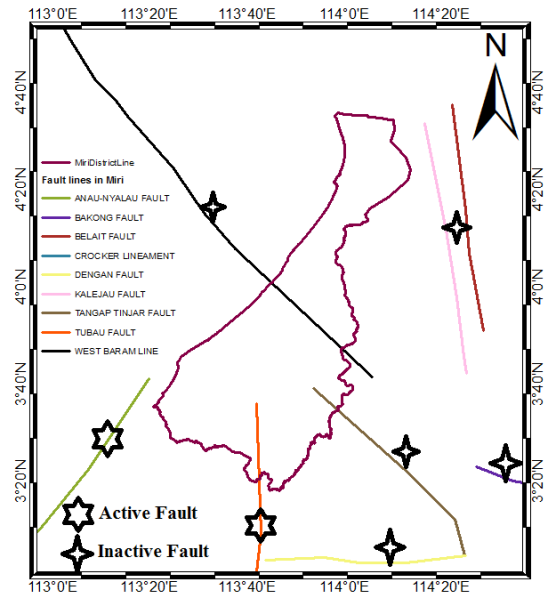 113°0'E 113°20'E 113°40'E 114°0'E 114°20'E
N
4°40'N 4°40'N
4°20'N 4°20'N
MiriDistrictLine
Fault lines in Miri
ANAU-NYALAU FAULT
BAKONG FAULT
BELAIT FAULT
CROCKER LINEAMENT
DENGAN FAULT
KALEJAU FAULT
TANGAP TINJAR FAULT
TUBAU FAULT
WEST BARAM LINE
4°0'N 4°0'N
3°40'N 3°40'N
3°20'N 3°20'N
Active Fault
Inactive Fault
113°0'E 113°20'E 113°40'E 114°0'E 114°20'E